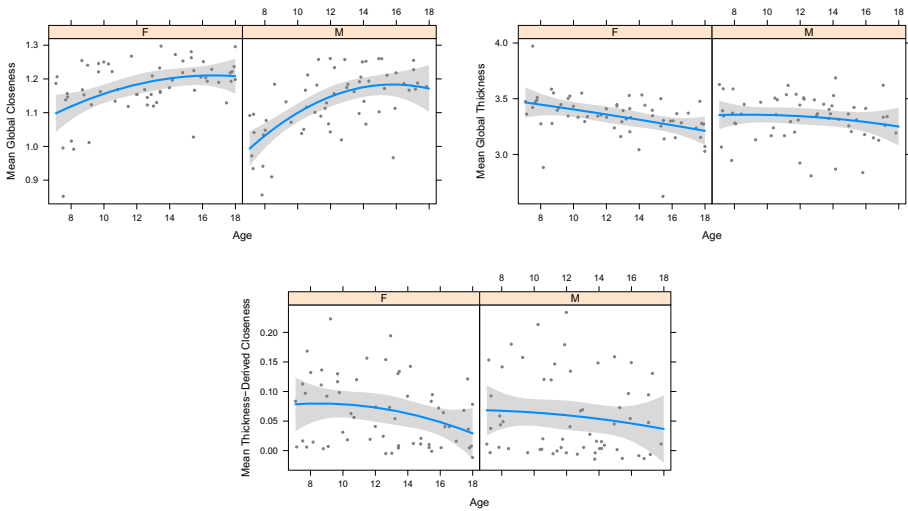 8 10 12 14 16 18
F M
Mean Global Closeness
1.3
1.2
1.1
1.0
0.9
8 10 12 14 16 18
Age
8 10 12 14 16 18
F M
Mean Global Thickness
4.0
3.5
3.0
8 10 12 14 16 18
Age
8 10 12 14 16 18
F M
Mean Thickness−Derived Closeness
0.20
0.15
0.10
0.05
0.00
8 10 12 14 16 18
Age